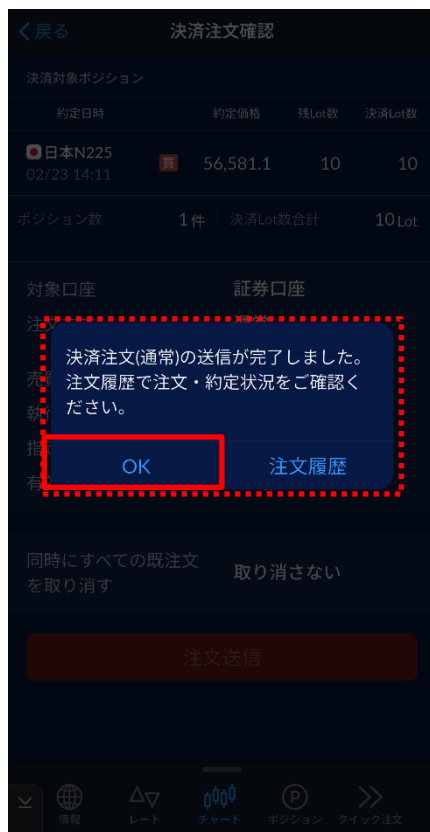 戻る
決済注文確認
決済対象ポジション
約定日時 約定価格 残Lot数 決済Lot数
日本N225 買 56,581.1 10 10
02/23 14:11
ポジション数 1件 決済Lot数合計 10 Lot
対象口座 証券口座
決済注文(通常)の送信が完了しました。
注文履歴で注文・約定状況をご確認く
ださい。
OK 注文履歴
同時にすべての既注文
を取り消す
取り消さない
注文送信
情報 レート チャート ポジション クイック注文